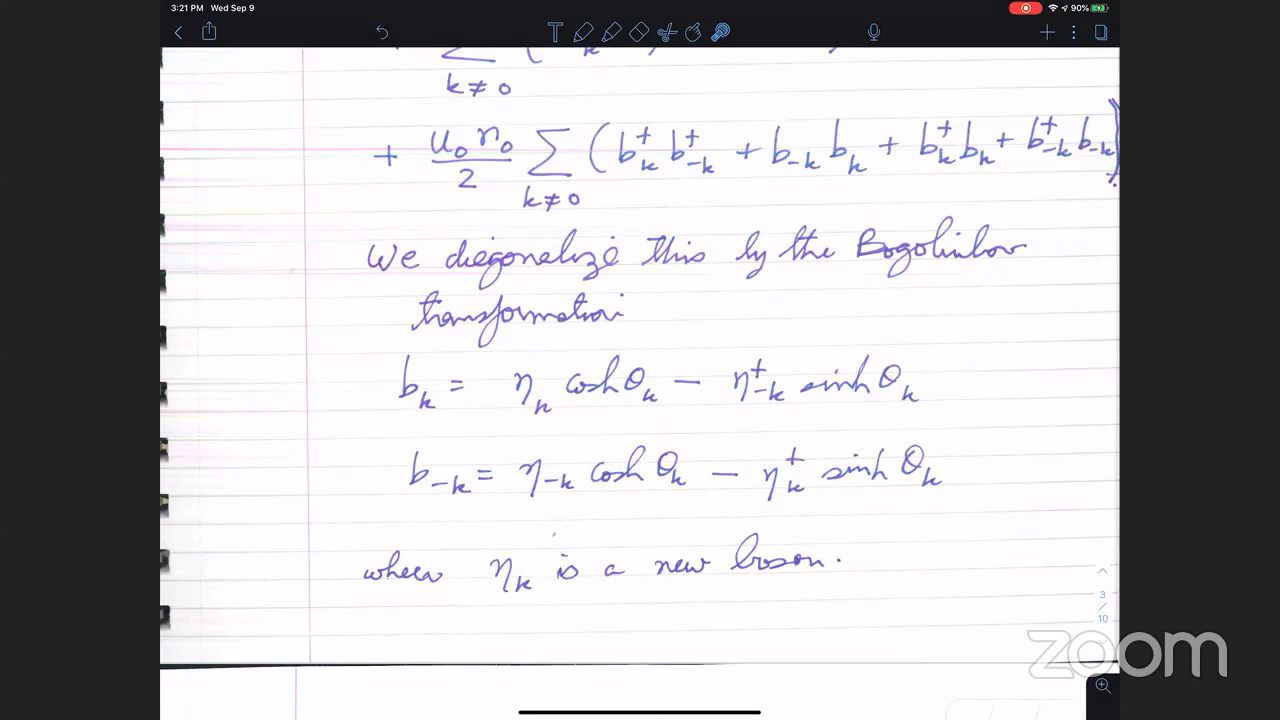 3:21 PM Wed Sep 9
90%
k ≠ 0
+ u₀ n₀ / 2 ∑ k≠0 ( b†_k b†_-k + b_-k b_k + b†_k b_k + b†_-k b_-k )
We diagonalize this by the Bogoliubov
transformation
b_k = η_k cosh θ_k − η†_-k sinh θ_k
b_-k = η_-k cosh θ_k − η†_k sinh θ_k
where η_k is a new boson.
3
/
10
zoom